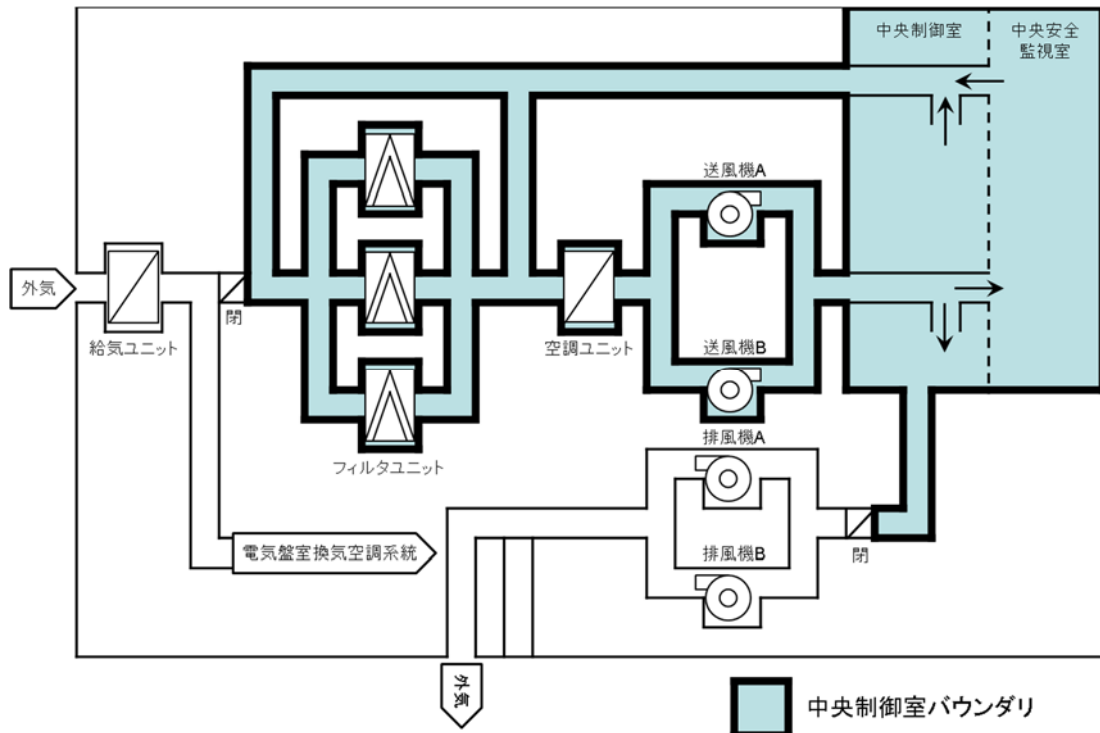 中央制御室
中央安全
監視室
送風機A
外気
閉
給気ユニット
空調ユニット
送風機B
フィルタユニット
排風機A
電気盤室換気空調系統
排風機B
閉
外気
中央制御室バウンダリ